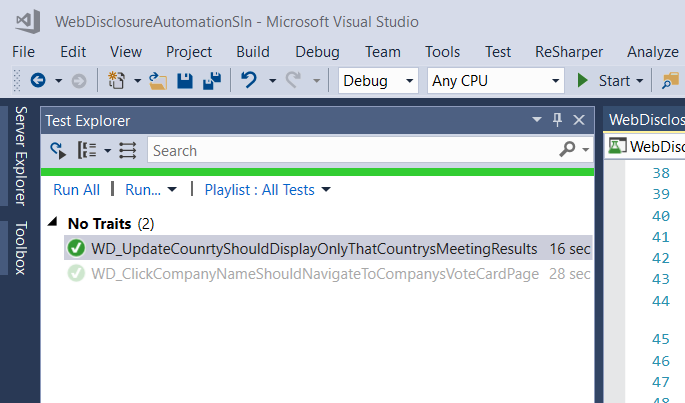 WebDisclosureAutomationSln - Microsoft Visual Studio
File Edit View Project Build Debug Team Tools Test ReSharper Analyze
Debug Any CPU Start
Server Explorer
Toolbox
Test Explorer
Search
Run All | Run... | Playlist : All Tests
No Traits (2)
WD_UpdateCounrtyShouldDisplayOnlyThatCountrysMeetingResults 16 sec
WD_ClickCompanyNameShouldNavigateToCompanysVoteCardPage 28 sec
WebDisclos
WebDisc
38
39
40
41
42
43
44
45
46
47
48